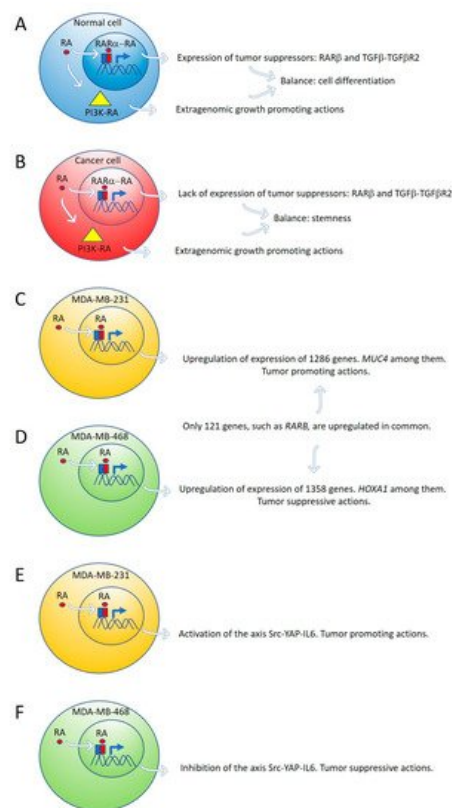 A
Normal cell
RA
RARα–RA
PI3K-RA
Expression of tumor suppressors: RARβ and TGFβ-TGFβIR2
Balance: cell differentiation
Extragenomic growth promoting actions
B
Cancer cell
RA
RARα–RA
PI3K-RA
Lack of expression of tumor suppressors: RARβ and TGFβ-TGFβIR2
Balance: stemness
Extragenomic growth promoting actions
C
MDA-MB-231
RA
RA
Upregulation of expression of 1286 genes. MUC4 among them.
Tumor promoting actions.
Only 121 genes, such as RARB, are upregulated in common.
D
MDA-MB-468
RA
RA
Upregulation of expression of 1358 genes. HOXA1 among them.
Tumor suppressive actions.
E
MDA-MB-231
RA
RA
Activation of the axis Src-YAP-IL6. Tumor promoting actions.
F
MDA-MB-468
RA
RA
Inhibition of the axis Src-YAP-IL6. Tumor suppressive actions.